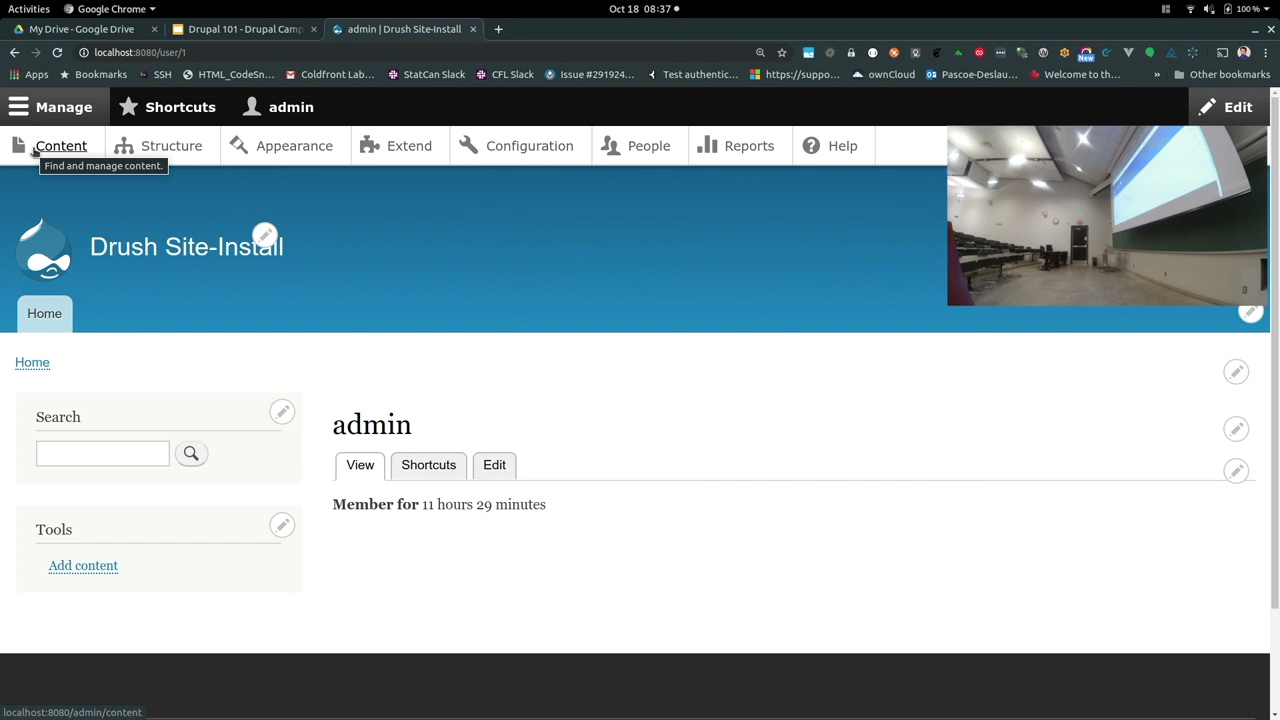 Activities
Google Chrome
Oct 18 08:37
100 %
My Drive - Google Drive
Drupal 101 - Drupal Camp
admin | Drush Site-Install
localhost:8080/user/1
New
Apps
Bookmarks
SSH
HTML_CodeSn...
Coldfront Lab...
StatCan Slack
CFL Slack
Issue #291924...
Test authentic...
https://suppo...
ownCloud
Pascoe-Deslau...
Welcome to th...
»
Other bookmarks
Manage
Shortcuts
admin
Edit
Content
Structure
Appearance
Extend
Configuration
People
Reports
Help
Find and manage content.
Drush Site-Install
Home
Home
Search
admin
View
Shortcuts
Edit
Member for 11 hours 29 minutes
Tools
Add content
localhost:8080/admin/content